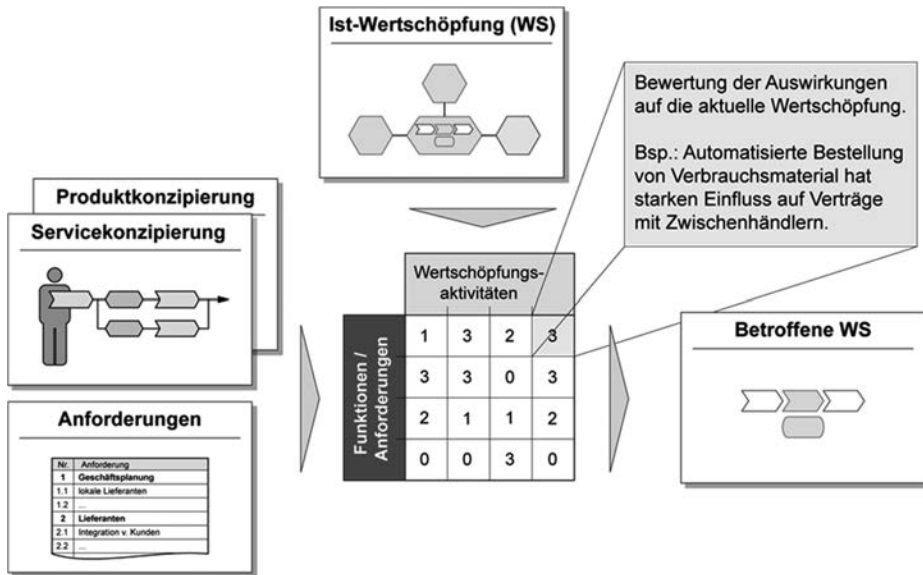 Ist-Wertschöpfung (WS)
Bewertung der Auswirkungen
auf die aktuelle Wertschöpfung.
Bsp.: Automatisierte Bestellung
von Verbrauchsmaterial hat
starken Einfluss auf Verträge
mit Zwischenhändlern.
Produktkonzipierung
Servicekonzipierung
Anforderungen
Nr. Anforderung
1 Geschäftsplanung
1.1 lokale Lieferanten
1.2 ...
2 Lieferanten
2.1 Integration v. Kunden
2.2 ...
Wertschöpfungs-
aktivitäten
Funktionen /
Anforderungen
1 3 2 3
3 3 0 3
2 1 1 2
0 0 3 0
Betroffene WS